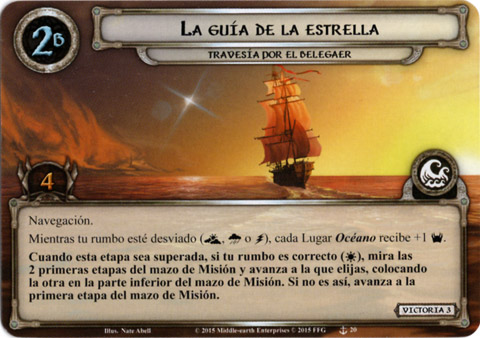 2B
LA GUÍA DE LA ESTRELLA
TRAVESÍA POR EL BELEGAER
4
Navegación.
Mientras tu rumbo esté desviado (, o ), cada Lugar Océano recibe +1 .
Cuando esta etapa sea superada, si tu rumbo es correcto (), mira las
2 primeras etapas del mazo de Misión y avanza a la que elijas, colocando
la otra en la parte inferior del mazo de Misión. Si no es así, avanza a la
primera etapa del mazo de Misión.
VICTORIA 3
Illus. Nate Abell
© 2015 Middle-earth Enterprises © 2015 FFG
20